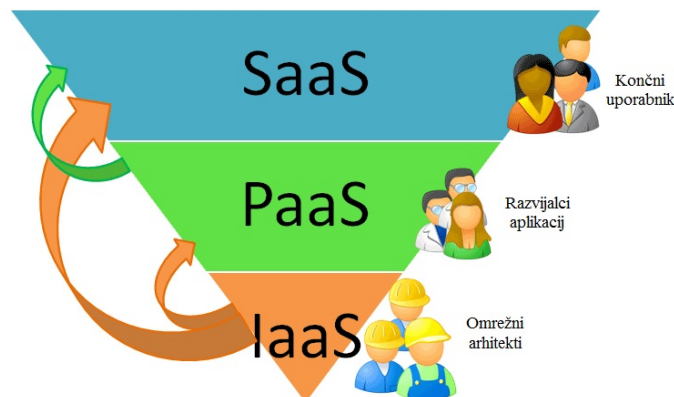 SaaS
Končni
uporabnik
PaaS
Razvijalci
aplikacij
IaaS
Omrežni
arhitekti